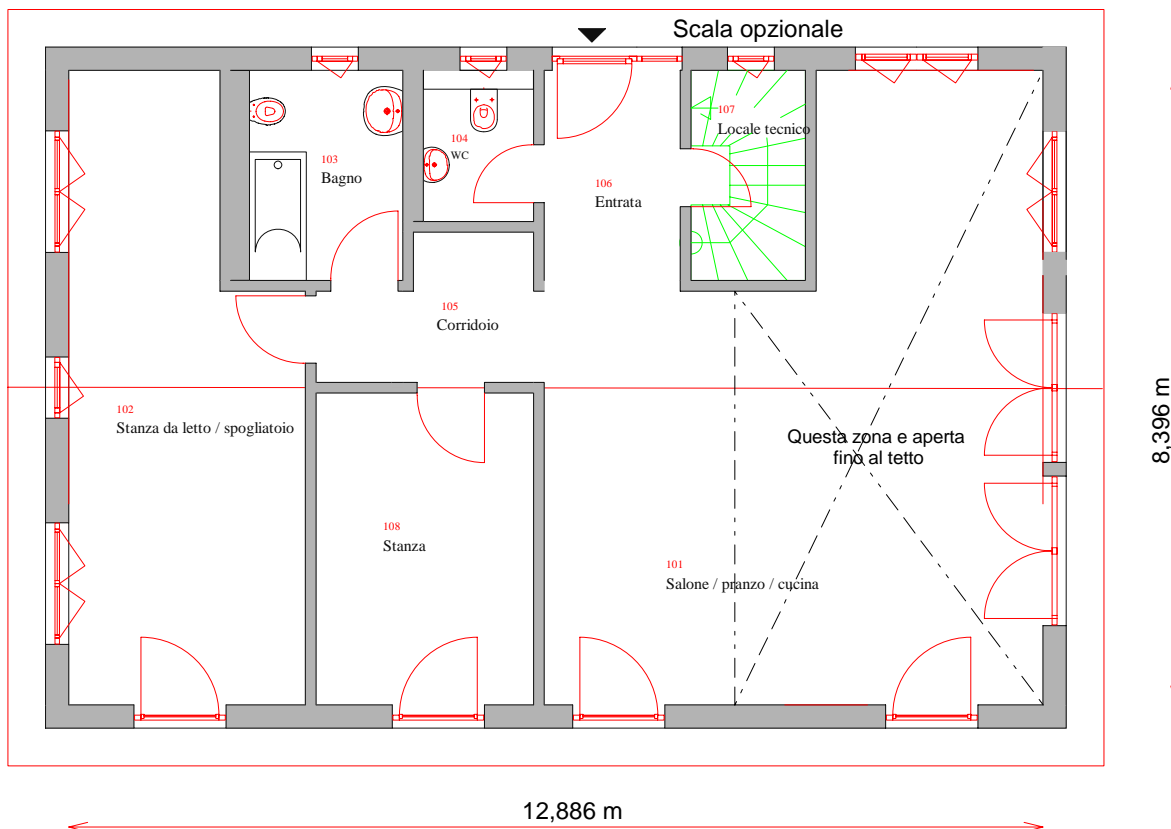 Scala opzionale
107
Locale tecnico
104
WC
103
Bagno
106
Entrata
105
Corridoio
102
Stanza da letto / spogliatoio
Questa zona e aperta
fino al tetto
8,396 m
108
Stanza
101
Salone / pranzo / cucina
12,886 m